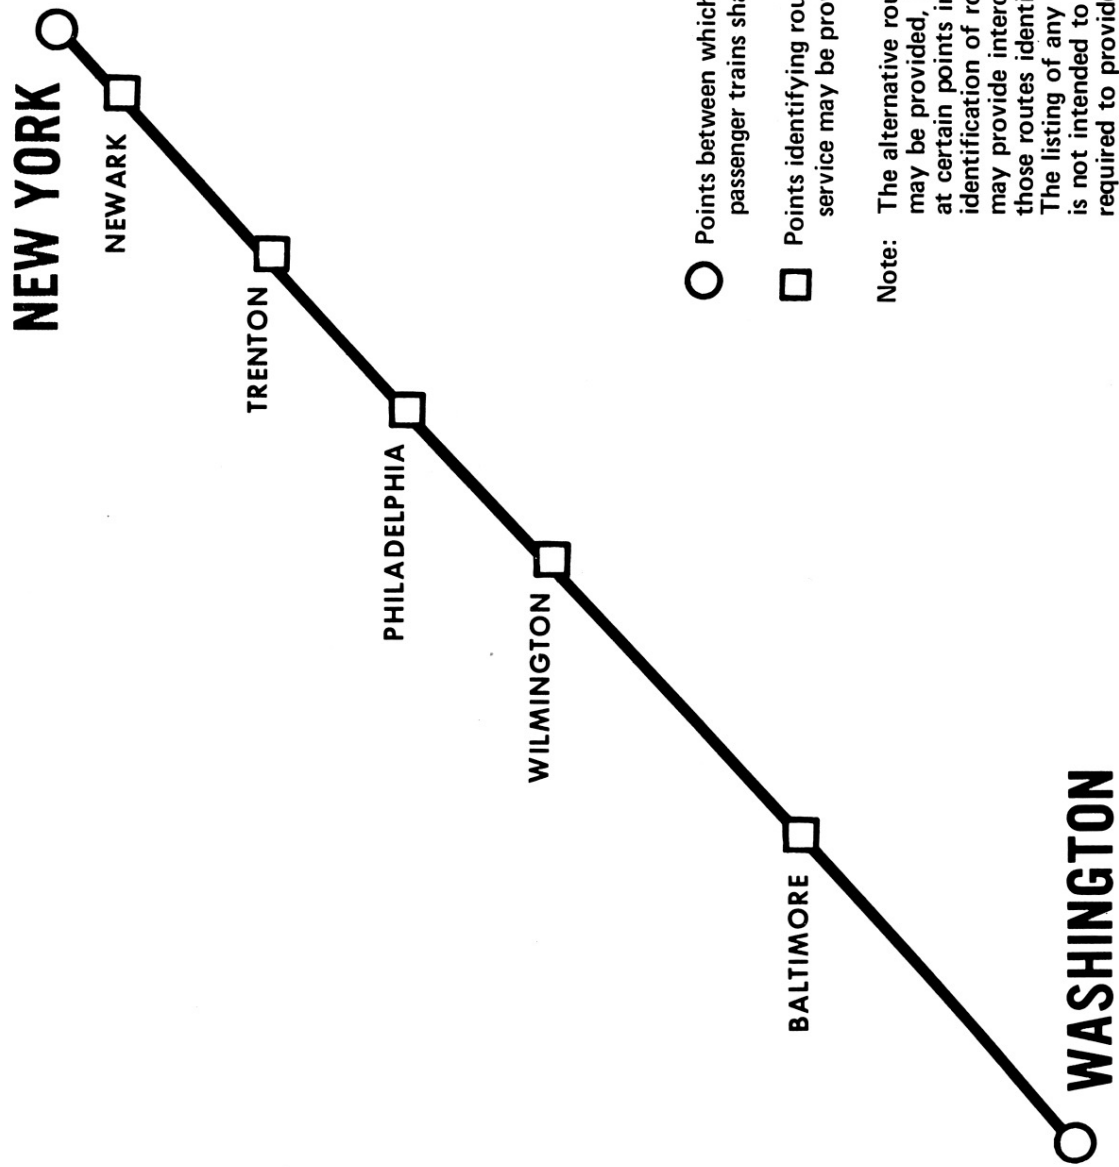 NEW YORK
NEWARK
TRENTON
PHILADELPHIA
WILMINGTON
BALTIMORE
WASHINGTON
Points between which
passenger trains sha
Points identifying rou
service may be pro
Note: The alternative rou
may be provided,
at certain points in
identification of ro
may provide interc
those routes identi
The listing of any
is not intended to
required to provide